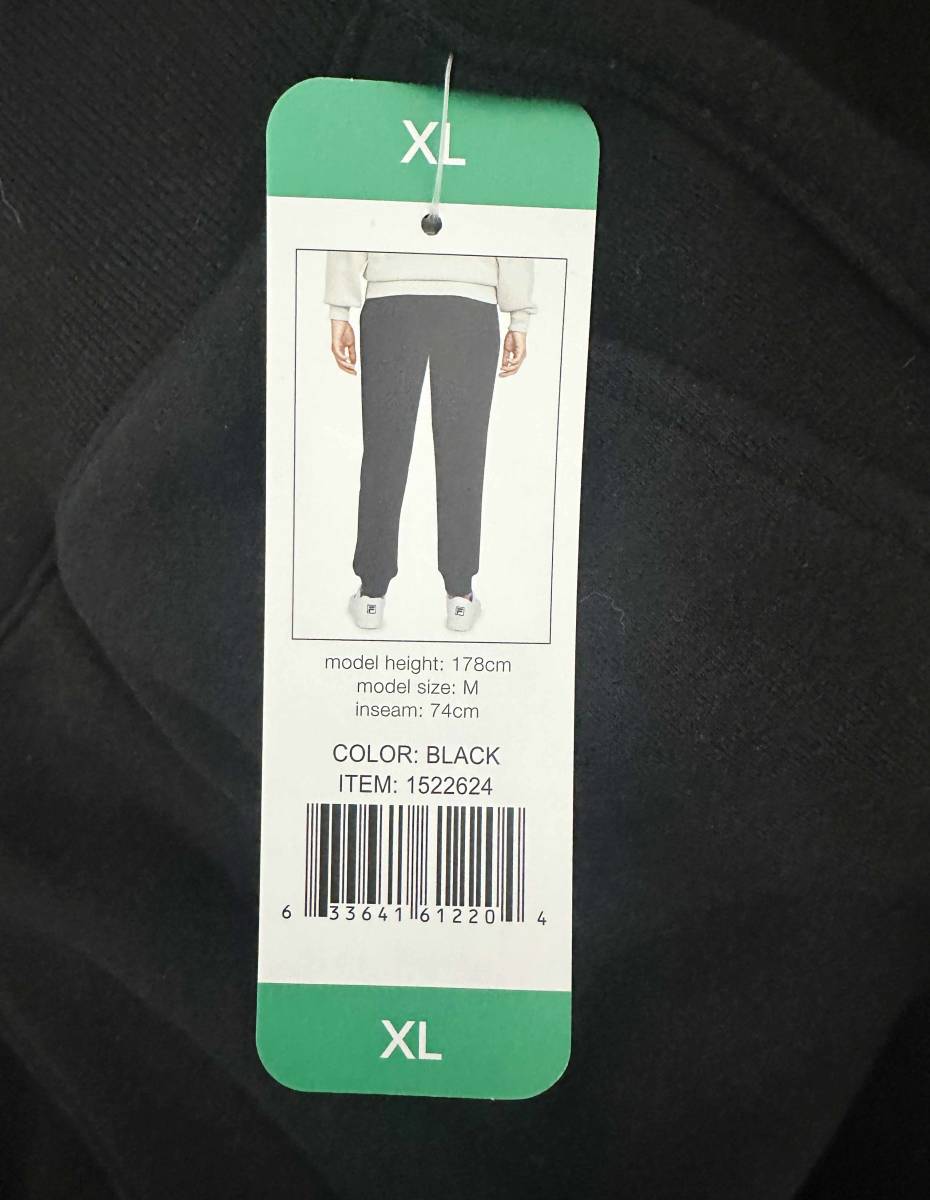 XL
F F
model height: 178cm
model size: M
inseam: 74cm
COLOR: BLACK
ITEM: 1522624
6 33641 61220 4
XL